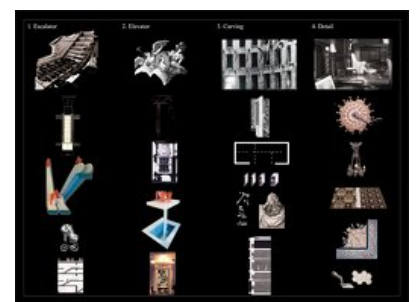 1. Escalator
2. Elevator
3. Carving
4. Detail